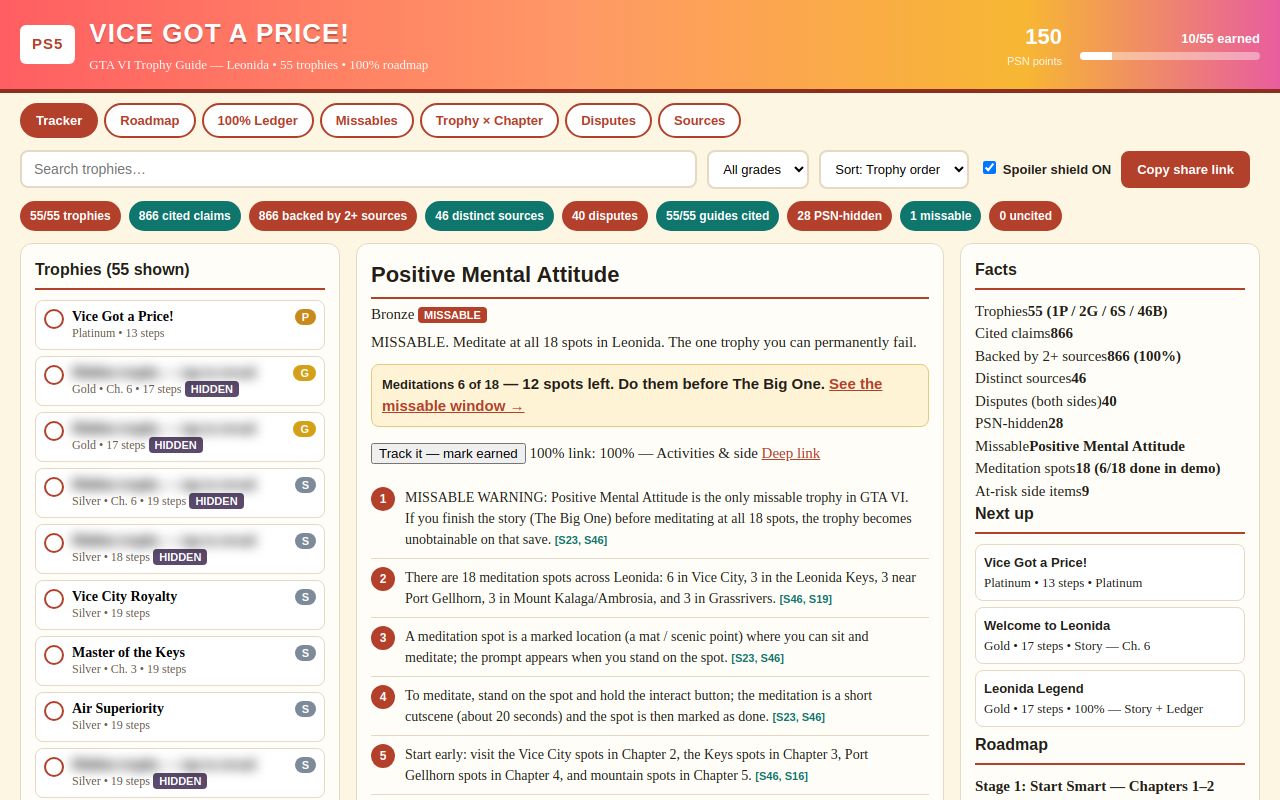 PS5
VICE GOT A PRICE!
GTA VI Trophy Guide — Leonida • 55 trophies • 100% roadmap
150
PSN points
10/55 earned
Tracker
Roadmap
100% Ledger
Missables
Trophy × Chapter
Disputes
Sources
Search trophies…
All grades
Sort: Trophy order
Spoiler shield ON
Copy share link
55/55 trophies
866 cited claims
866 backed by 2+ sources
46 distinct sources
40 disputes
55/55 guides cited
28 PSN-hidden
1 missable
0 uncited
Trophies (55 shown)
Vice Got a Price!
P
Platinum • 13 steps
G
Gold • Ch. 6 • 17 steps HIDDEN
G
Gold • 17 steps HIDDEN
S
Silver • Ch. 6 • 19 steps HIDDEN
S
Silver • 18 steps HIDDEN
Vice City Royalty
S
Silver • 19 steps
Master of the Keys
S
Silver • Ch. 3 • 19 steps
Air Superiority
S
Silver • 19 steps
S
Silver • 19 steps HIDDEN
Positive Mental Attitude
Bronze MISSABLE
MISSABLE. Meditate at all 18 spots in Leonida. The one trophy you can permanently fail.
Meditations 6 of 18 — 12 spots left. Do them before The Big One. See the
missable window →
Track it — mark earned 100% link: 100% — Activities & side Deep link
1
MISSABLE WARNING: Positive Mental Attitude is the only missable trophy in GTA VI.
If you finish the story (The Big One) before meditating at all 18 spots, the trophy becomes
unobtainable on that save. [S23, S46]
2
There are 18 meditation spots across Leonida: 6 in Vice City, 3 in the Leonida Keys, 3 near
Port Gellhorn, 3 in Mount Kalaga/Ambrosia, and 3 in Grassrivers. [S46, S19]
3
A meditation spot is a marked location (a mat / scenic point) where you can sit and
meditate; the prompt appears when you stand on the spot. [S23, S46]
4
To meditate, stand on the spot and hold the interact button; the meditation is a short
cutscene (about 20 seconds) and the spot is then marked as done. [S23, S46]
5
Start early: visit the Vice City spots in Chapter 2, the Keys spots in Chapter 3, Port
Gellhorn spots in Chapter 4, and mountain spots in Chapter 5. [S46, S16]
Facts
Trophies55 (1P / 2G / 6S / 46B)
Cited claims866
Backed by 2+ sources866 (100%)
Distinct sources46
Disputes (both sides)40
PSN-hidden28
MissablePositive Mental Attitude
Meditation spots18 (6/18 done in demo)
At-risk side items9
Next up
Vice Got a Price!
Platinum • 13 steps • Platinum
Welcome to Leonida
Gold • 17 steps • Story — Ch. 6
Leonida Legend
Gold • 17 steps • 100% — Story + Ledger
Roadmap
Stage 1: Start Smart — Chapters 1–2